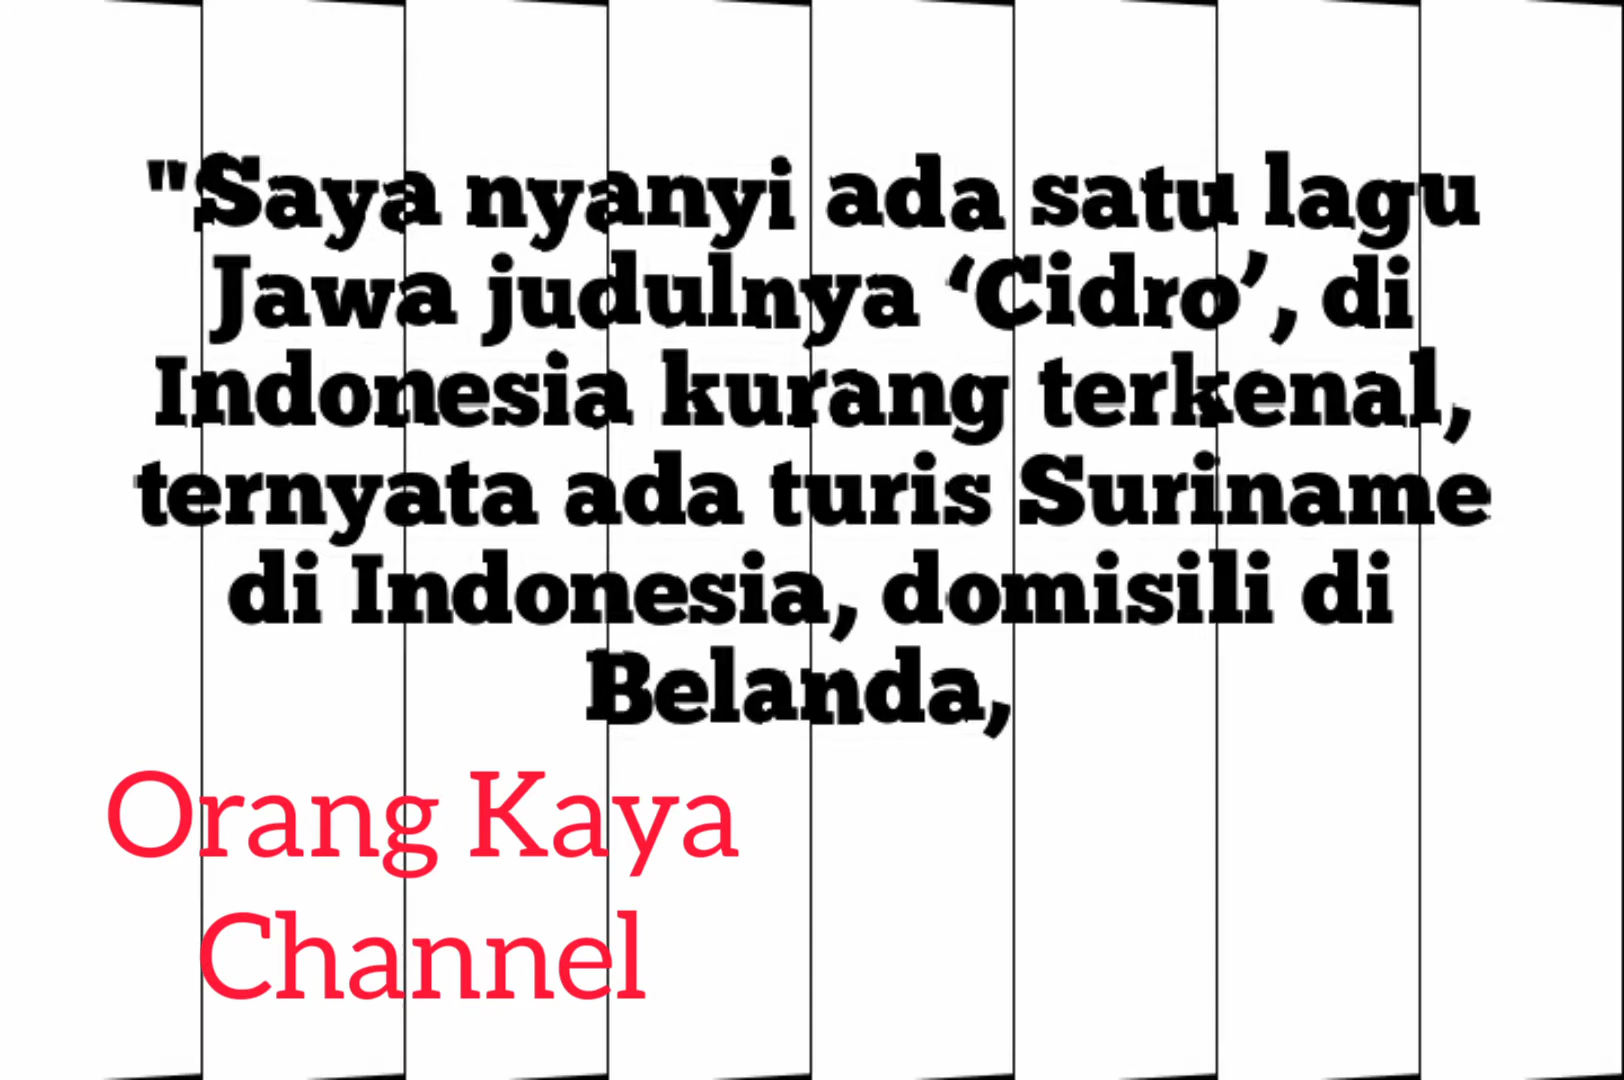 "Saya nyanyi ada satu lagu
Jawa judulnya ‘Cidro’, di
Indonesia kurang terkenal,
ternyata ada turis Suriname
di Indonesia, domisili di
Belanda,
Orang Kaya
Channel